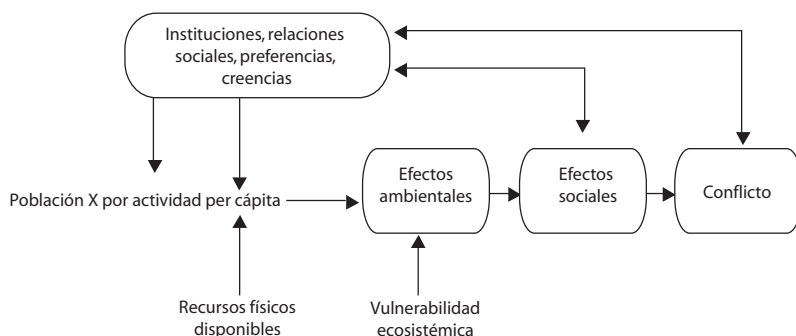 Instituciones, relaciones
sociales, preferencias,
creencias
Población X por actividad per cápita
Efectos
ambientales
Efectos
sociales
Conflicto
Recursos físicos
disponibles
Vulnerabilidad
ecosistémica